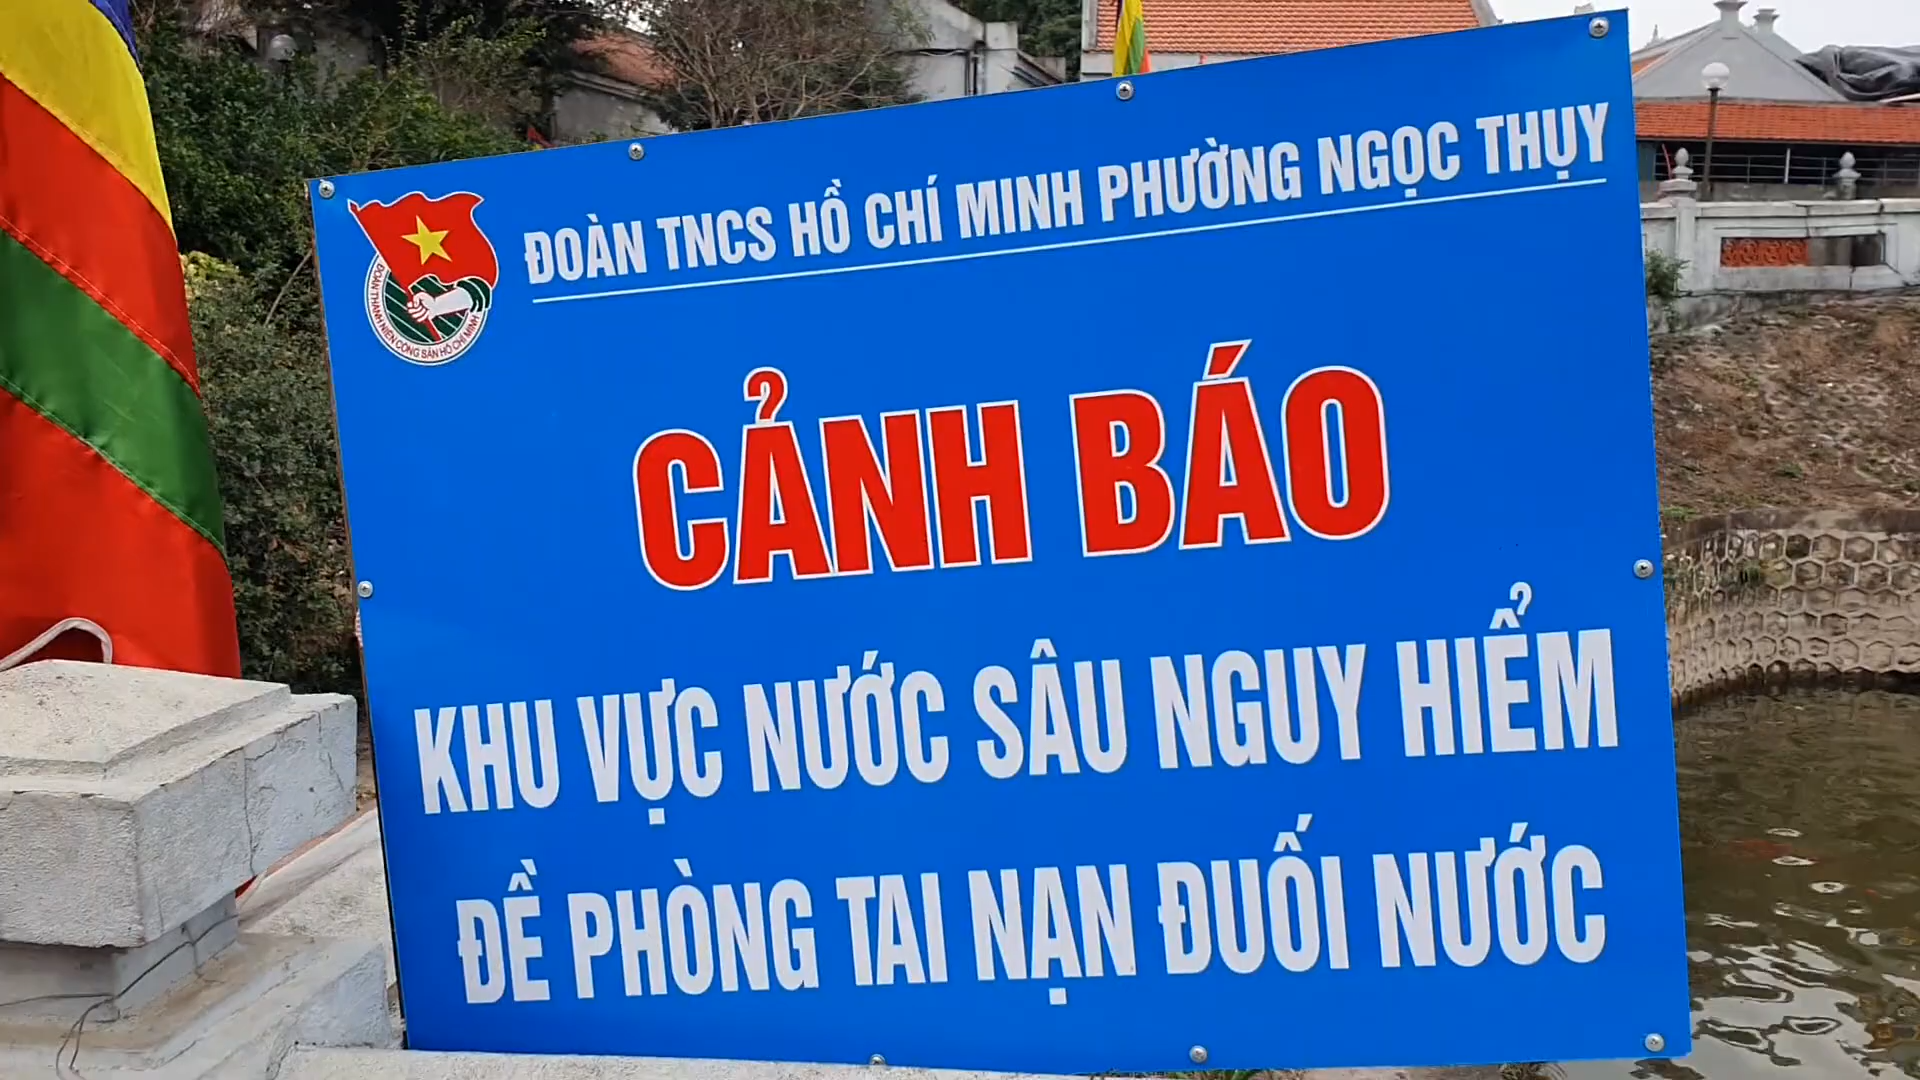 ĐOÀN TNCS HỒ CHÍ MINH PHƯỜNG NGỌC THỤY
ĐOÀN THANH NIÊN CỘNG SẢN HỒ CHÍ MINH
CẢNH BÁO
KHU VỰC NƯỚC SÂU NGUY HIỂM
ĐỀ PHÒNG TAI NẠN ĐUỐI NƯỚC